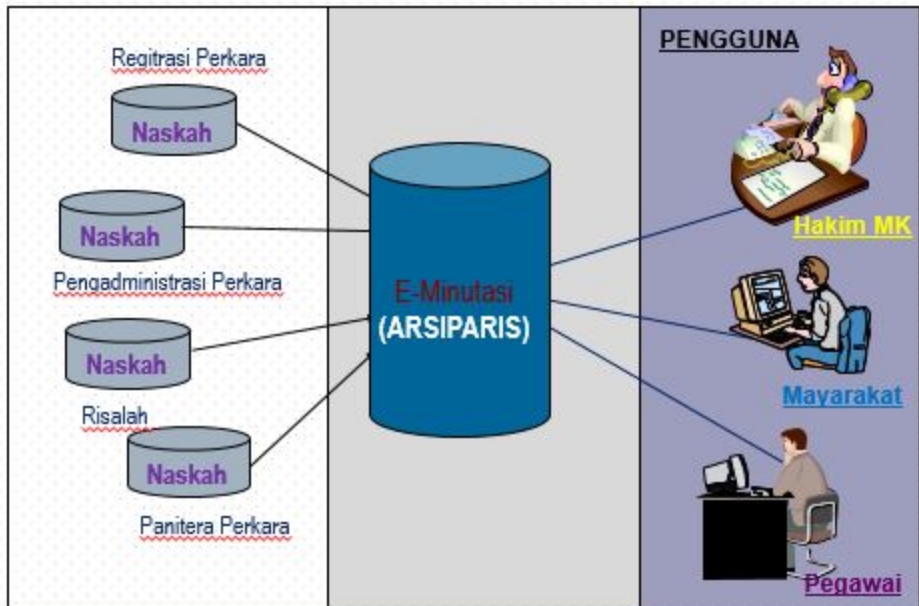 Regitrasi Perkara
Naskah
Naskah
Pengadministrasi Perkara
Naskah
Risalah
Naskah
Panitera Perkara
E-Minutasi
(ARSIPARIS)
PENGGUNA
Hakim MK
Mayarakat
Pegawai